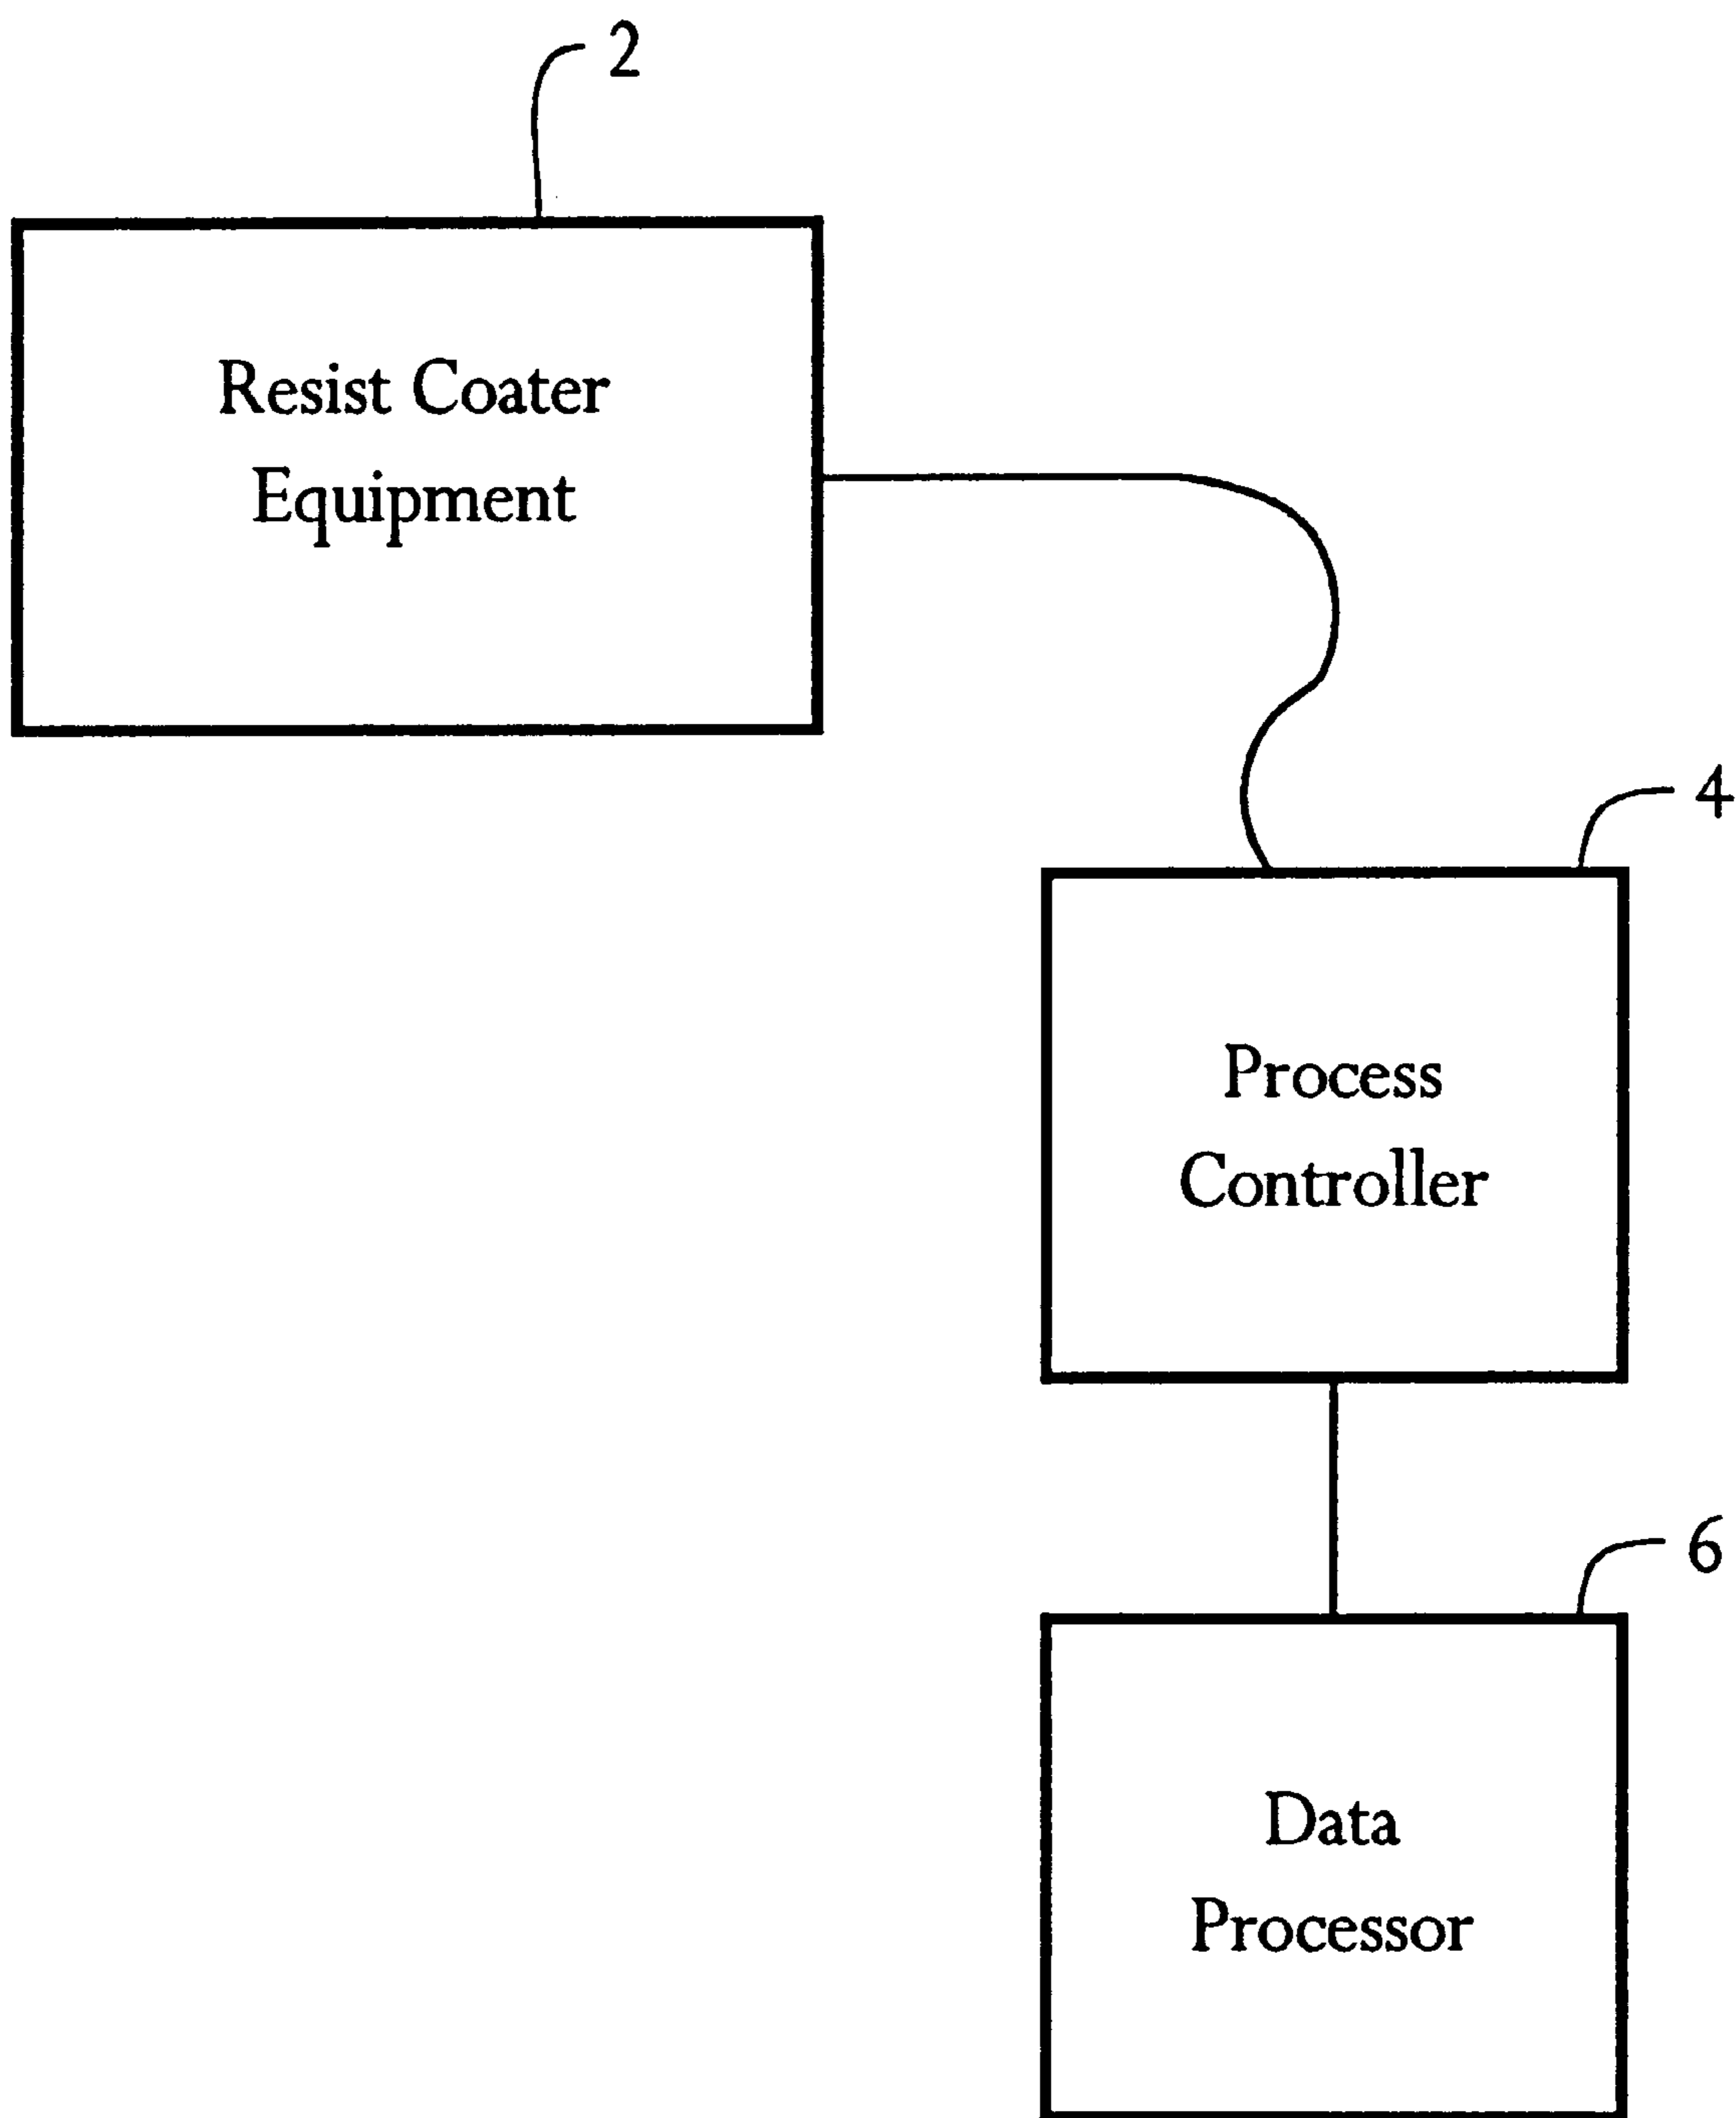 2
Resist Coater
Equipment
4
Process
Controller
6
Data
Processor